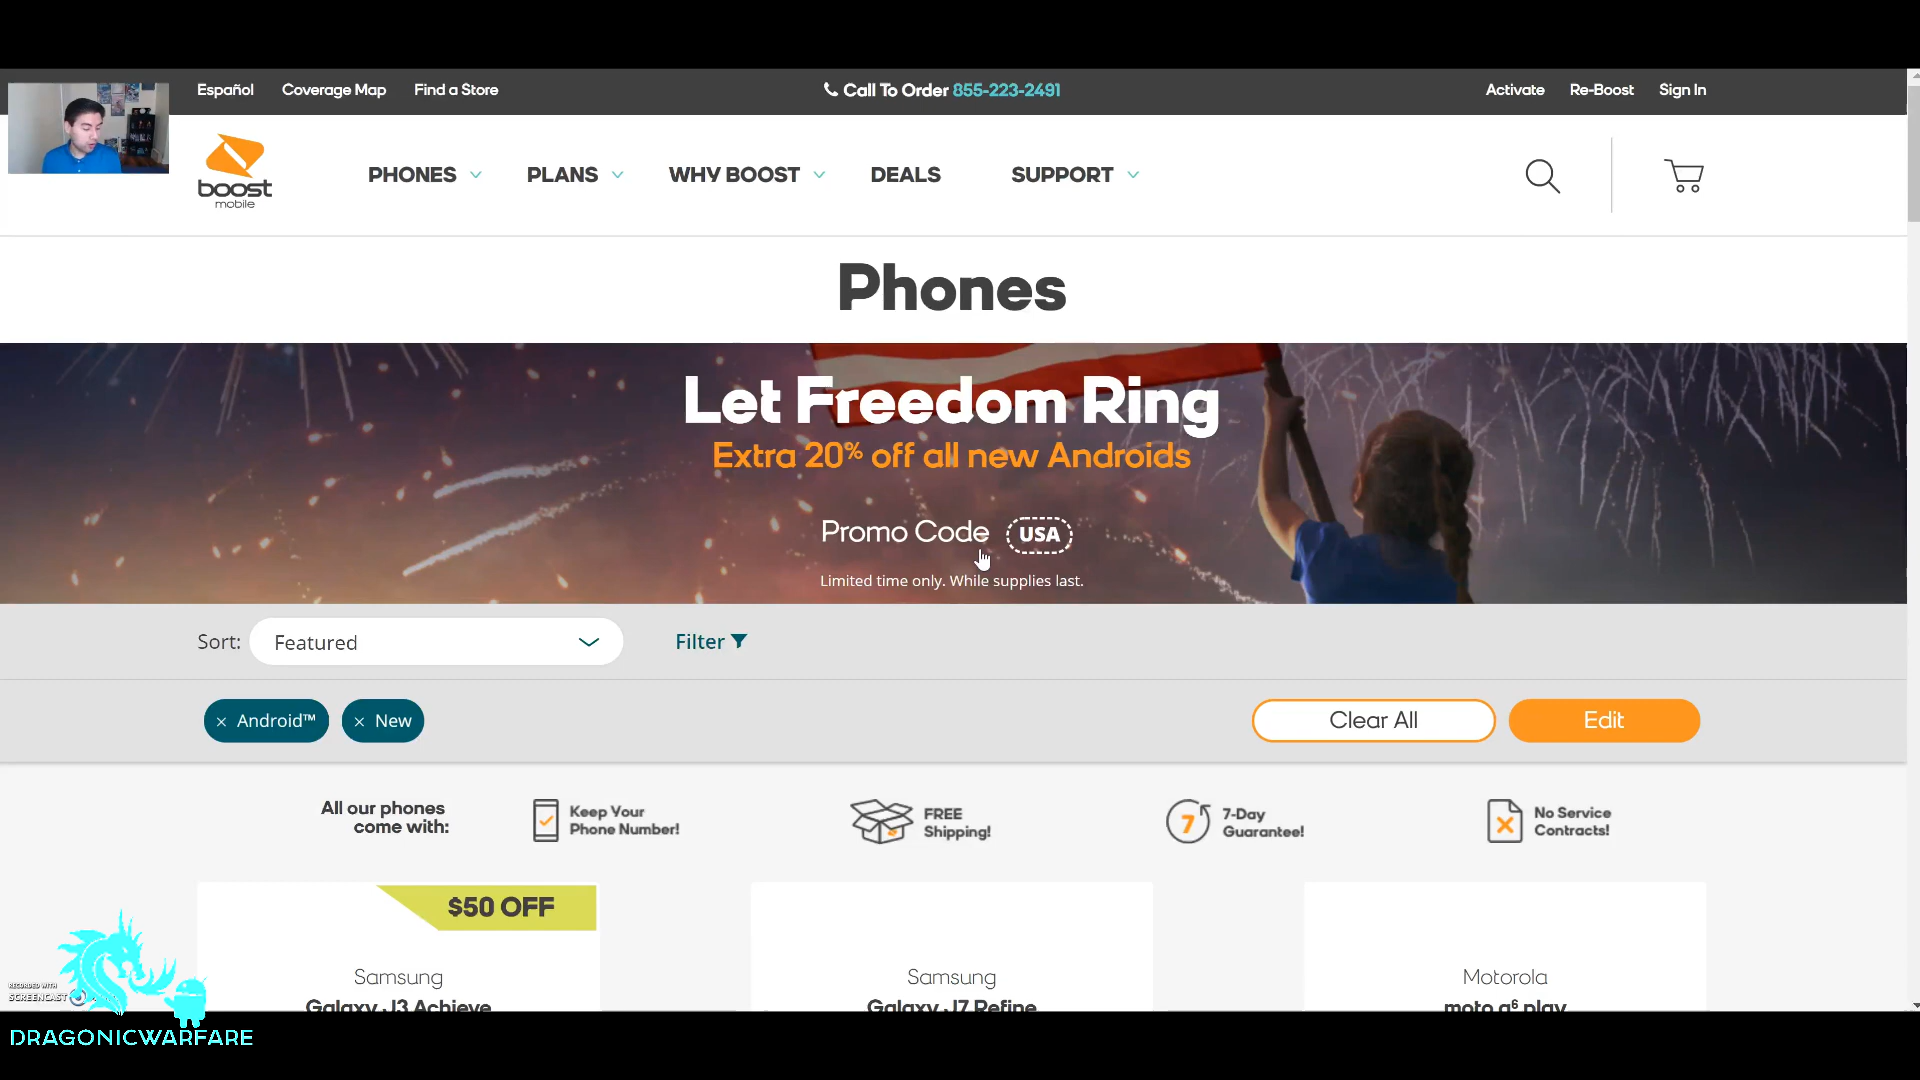 Español Coverage Map Find a Store
Call To Order 855-223-2491
Activate Re-Boost Sign In
boost
mobile
PHONES PLANS WHY BOOST DEALS SUPPORT
Phones
Let Freedom Ring
Extra 20% off all new Androids
Promo Code USA
Limited time only. While supplies last.
Sort: Featured
Filter
× Android™ × New
Clear All
Edit
All our phones
come with:
Keep Your
Phone Number!
FREE
Shipping!
7
7-Day
Guarantee!
No Service
Contracts!
$50 OFF
Samsung
Galaxy J3 Achieve
Samsung
Galaxy J7 Refine
Motorola
moto g⁶ play
RECORDED WITH
SCREENCAST
DRAGONICWARFARE